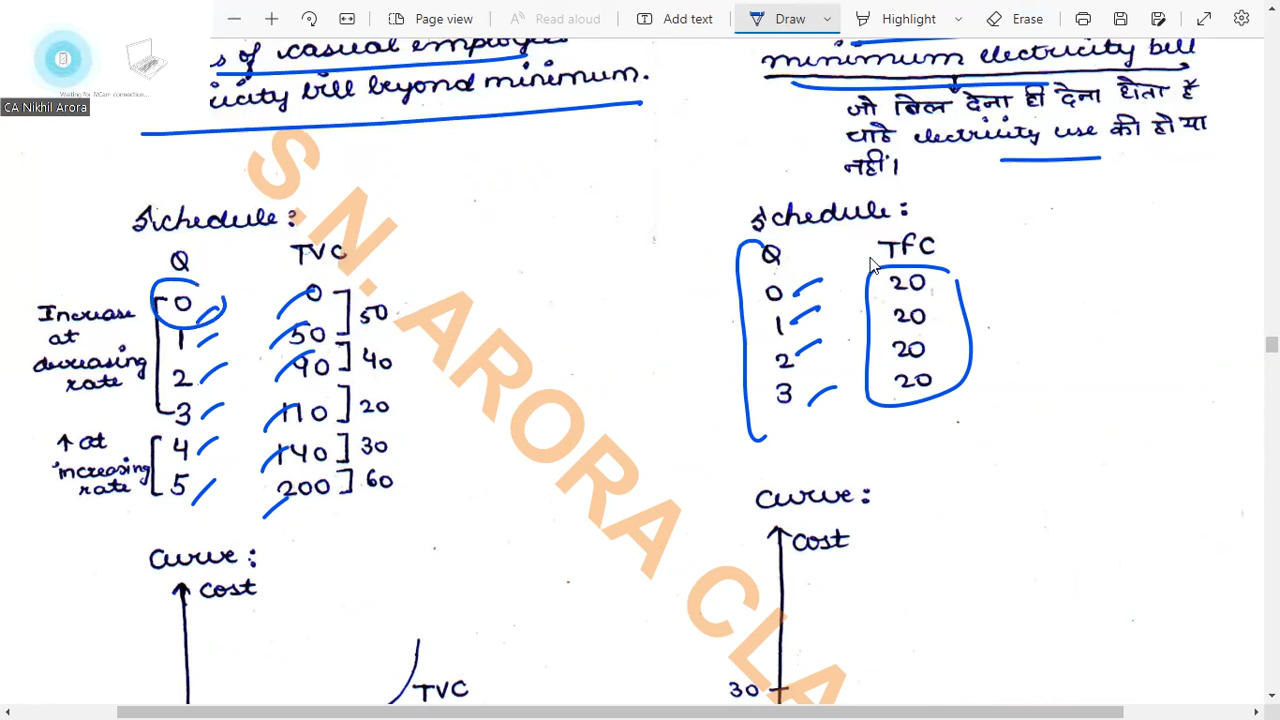 Page view
Read aloud
Add text
Draw
Highlight
Erase
CA Nikhil Arora
s of casual employees
icity bill beyond minimum.
Schedule:
Q TVC
0 0
1 50
2 90
3 110
4 140
5 200
50
40
20
30
60
Increase
at
decreasing
rate
↑ at
increasing
rate
Curve:
Cost
TVC
minimum electricity bill
जो बिल देना ही देना होता है
चाहे electricity use की हो या
नहीं।
Schedule:
Q TFC
0 20
1 20
2 20
3 20
Curve:
Cost
30
S.N. ARORA CLA